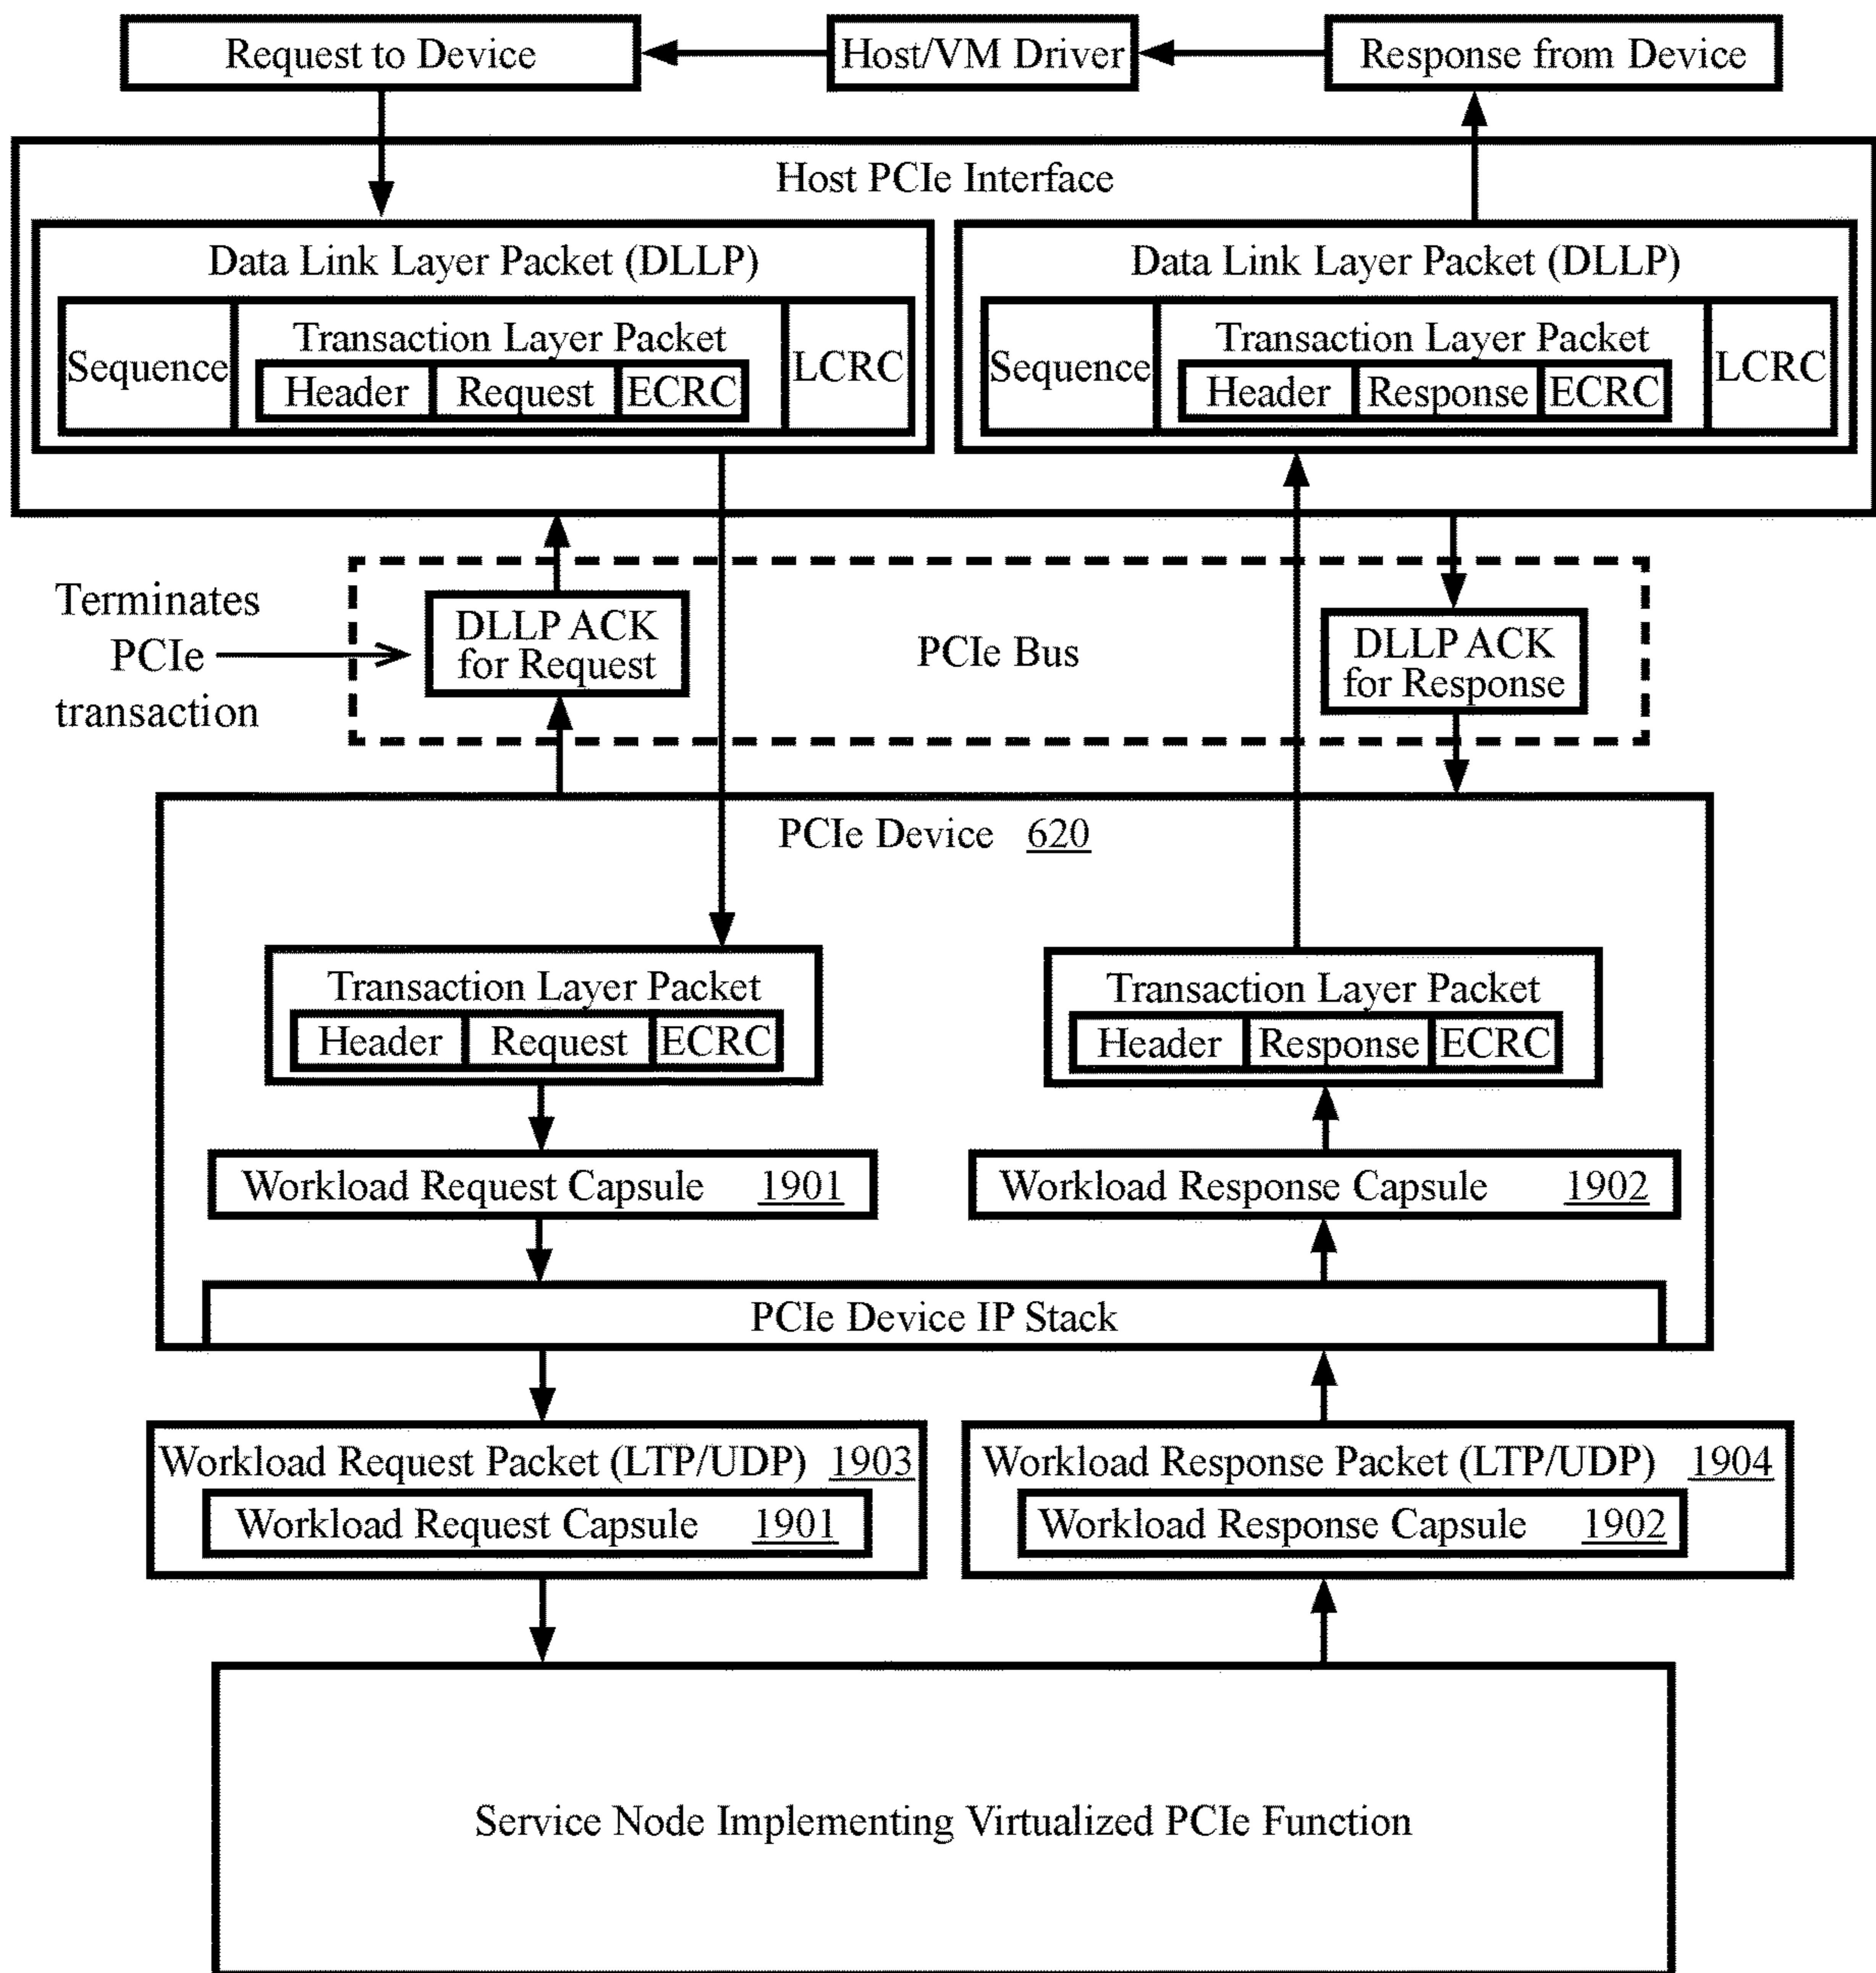 Request to Device
Host/VM Driver
Response from Device
Host PCIe Interface
Data Link Layer Packet (DLLP)
Sequence
Transaction Layer Packet
Header
Request
ECRC
LCRC
Data Link Layer Packet (DLLP)
Sequence
Transaction Layer Packet
Header
Response
ECRC
LCRC
Terminates
PCIe
transaction
DLLP ACK
for Request
PCIe Bus
DLLP ACK
for Response
PCIe Device 620
Transaction Layer Packet
Header
Request
ECRC
Transaction Layer Packet
Header
Response
ECRC
Workload Request Capsule 1901
Workload Response Capsule 1902
PCIe Device IP Stack
Workload Request Packet (LTP/UDP) 1903
Workload Request Capsule 1901
Workload Response Packet (LTP/UDP) 1904
Workload Response Capsule 1902
Service Node Implementing Virtualized PCIe Function